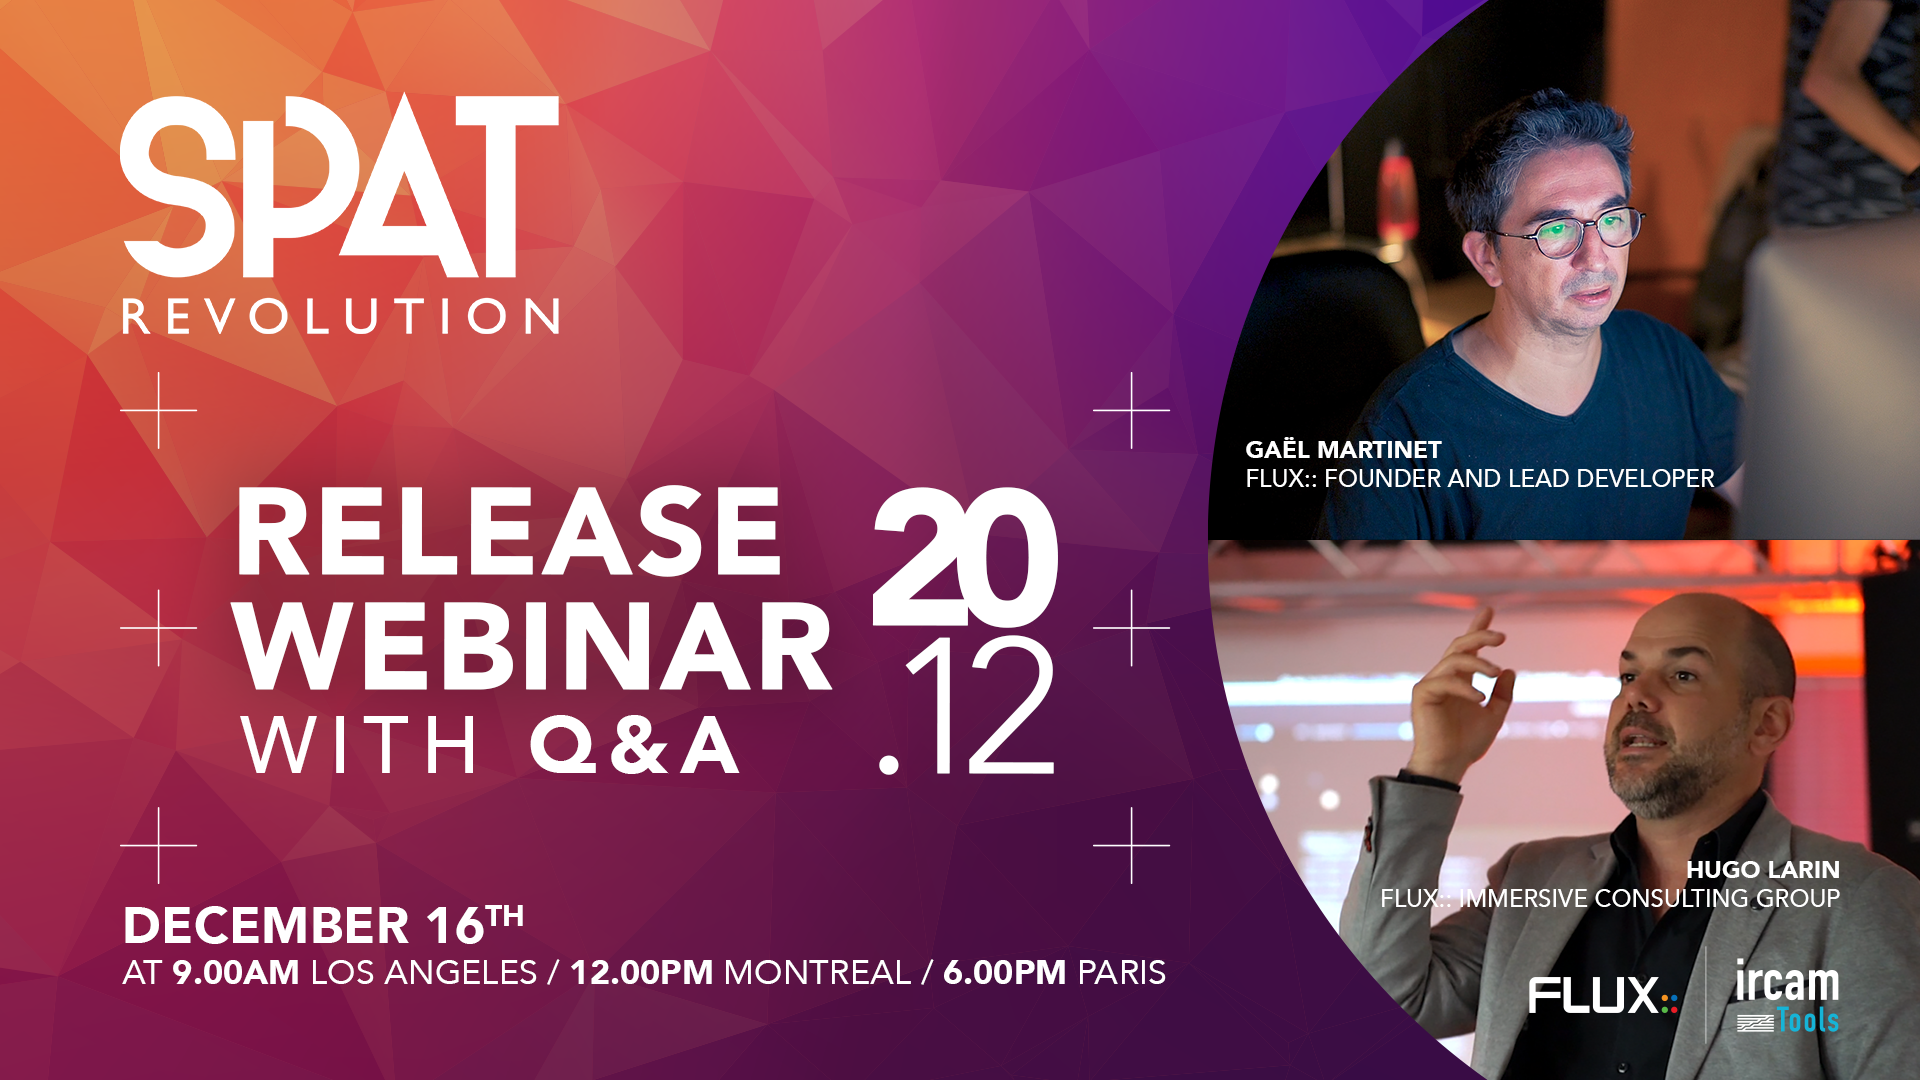 SPAT
REVOLUTION
RELEASE
WEBINAR
WITH Q&A
20
.12
DECEMBER 16TH
AT 9.00AM LOS ANGELES / 12.00PM MONTREAL / 6.00PM PARIS
GAËL MARTINET
FLUX:: FOUNDER AND LEAD DEVELOPER
HUGO LARIN
FLUX:: IMMERSIVE CONSULTING GROUP
FLUX::
ircam
Tools